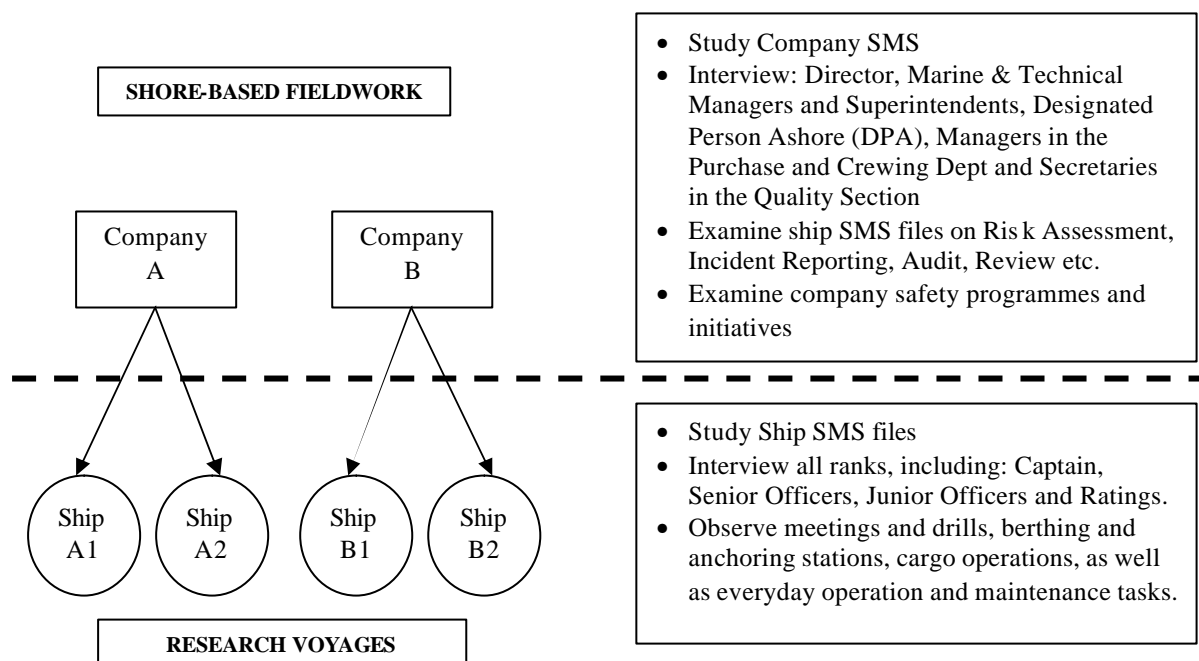 SHORE-BASED FIELDWORK
• Study Company SMS
• Interview: Director, Marine & Technical
Managers and Superintendents, Designated
Person Ashore (DPA), Managers in the
Purchase and Crewing Dept and Secretaries
in the Quality Section
• Examine ship SMS files on Ris k Assessment,
Incident Reporting, Audit, Review etc.
• Examine company safety programmes and
initiatives
Company
A
Company
B
• Study Ship SMS files
• Interview all ranks, including: Captain,
Senior Officers, Junior Officers and Ratings.
• Observe meetings and drills, berthing and
anchoring stations, cargo operations, as well
as everyday operation and maintenance tasks.
Ship
A1
Ship
A2
Ship
B1
Ship
B2
RESEARCH VOYAGES